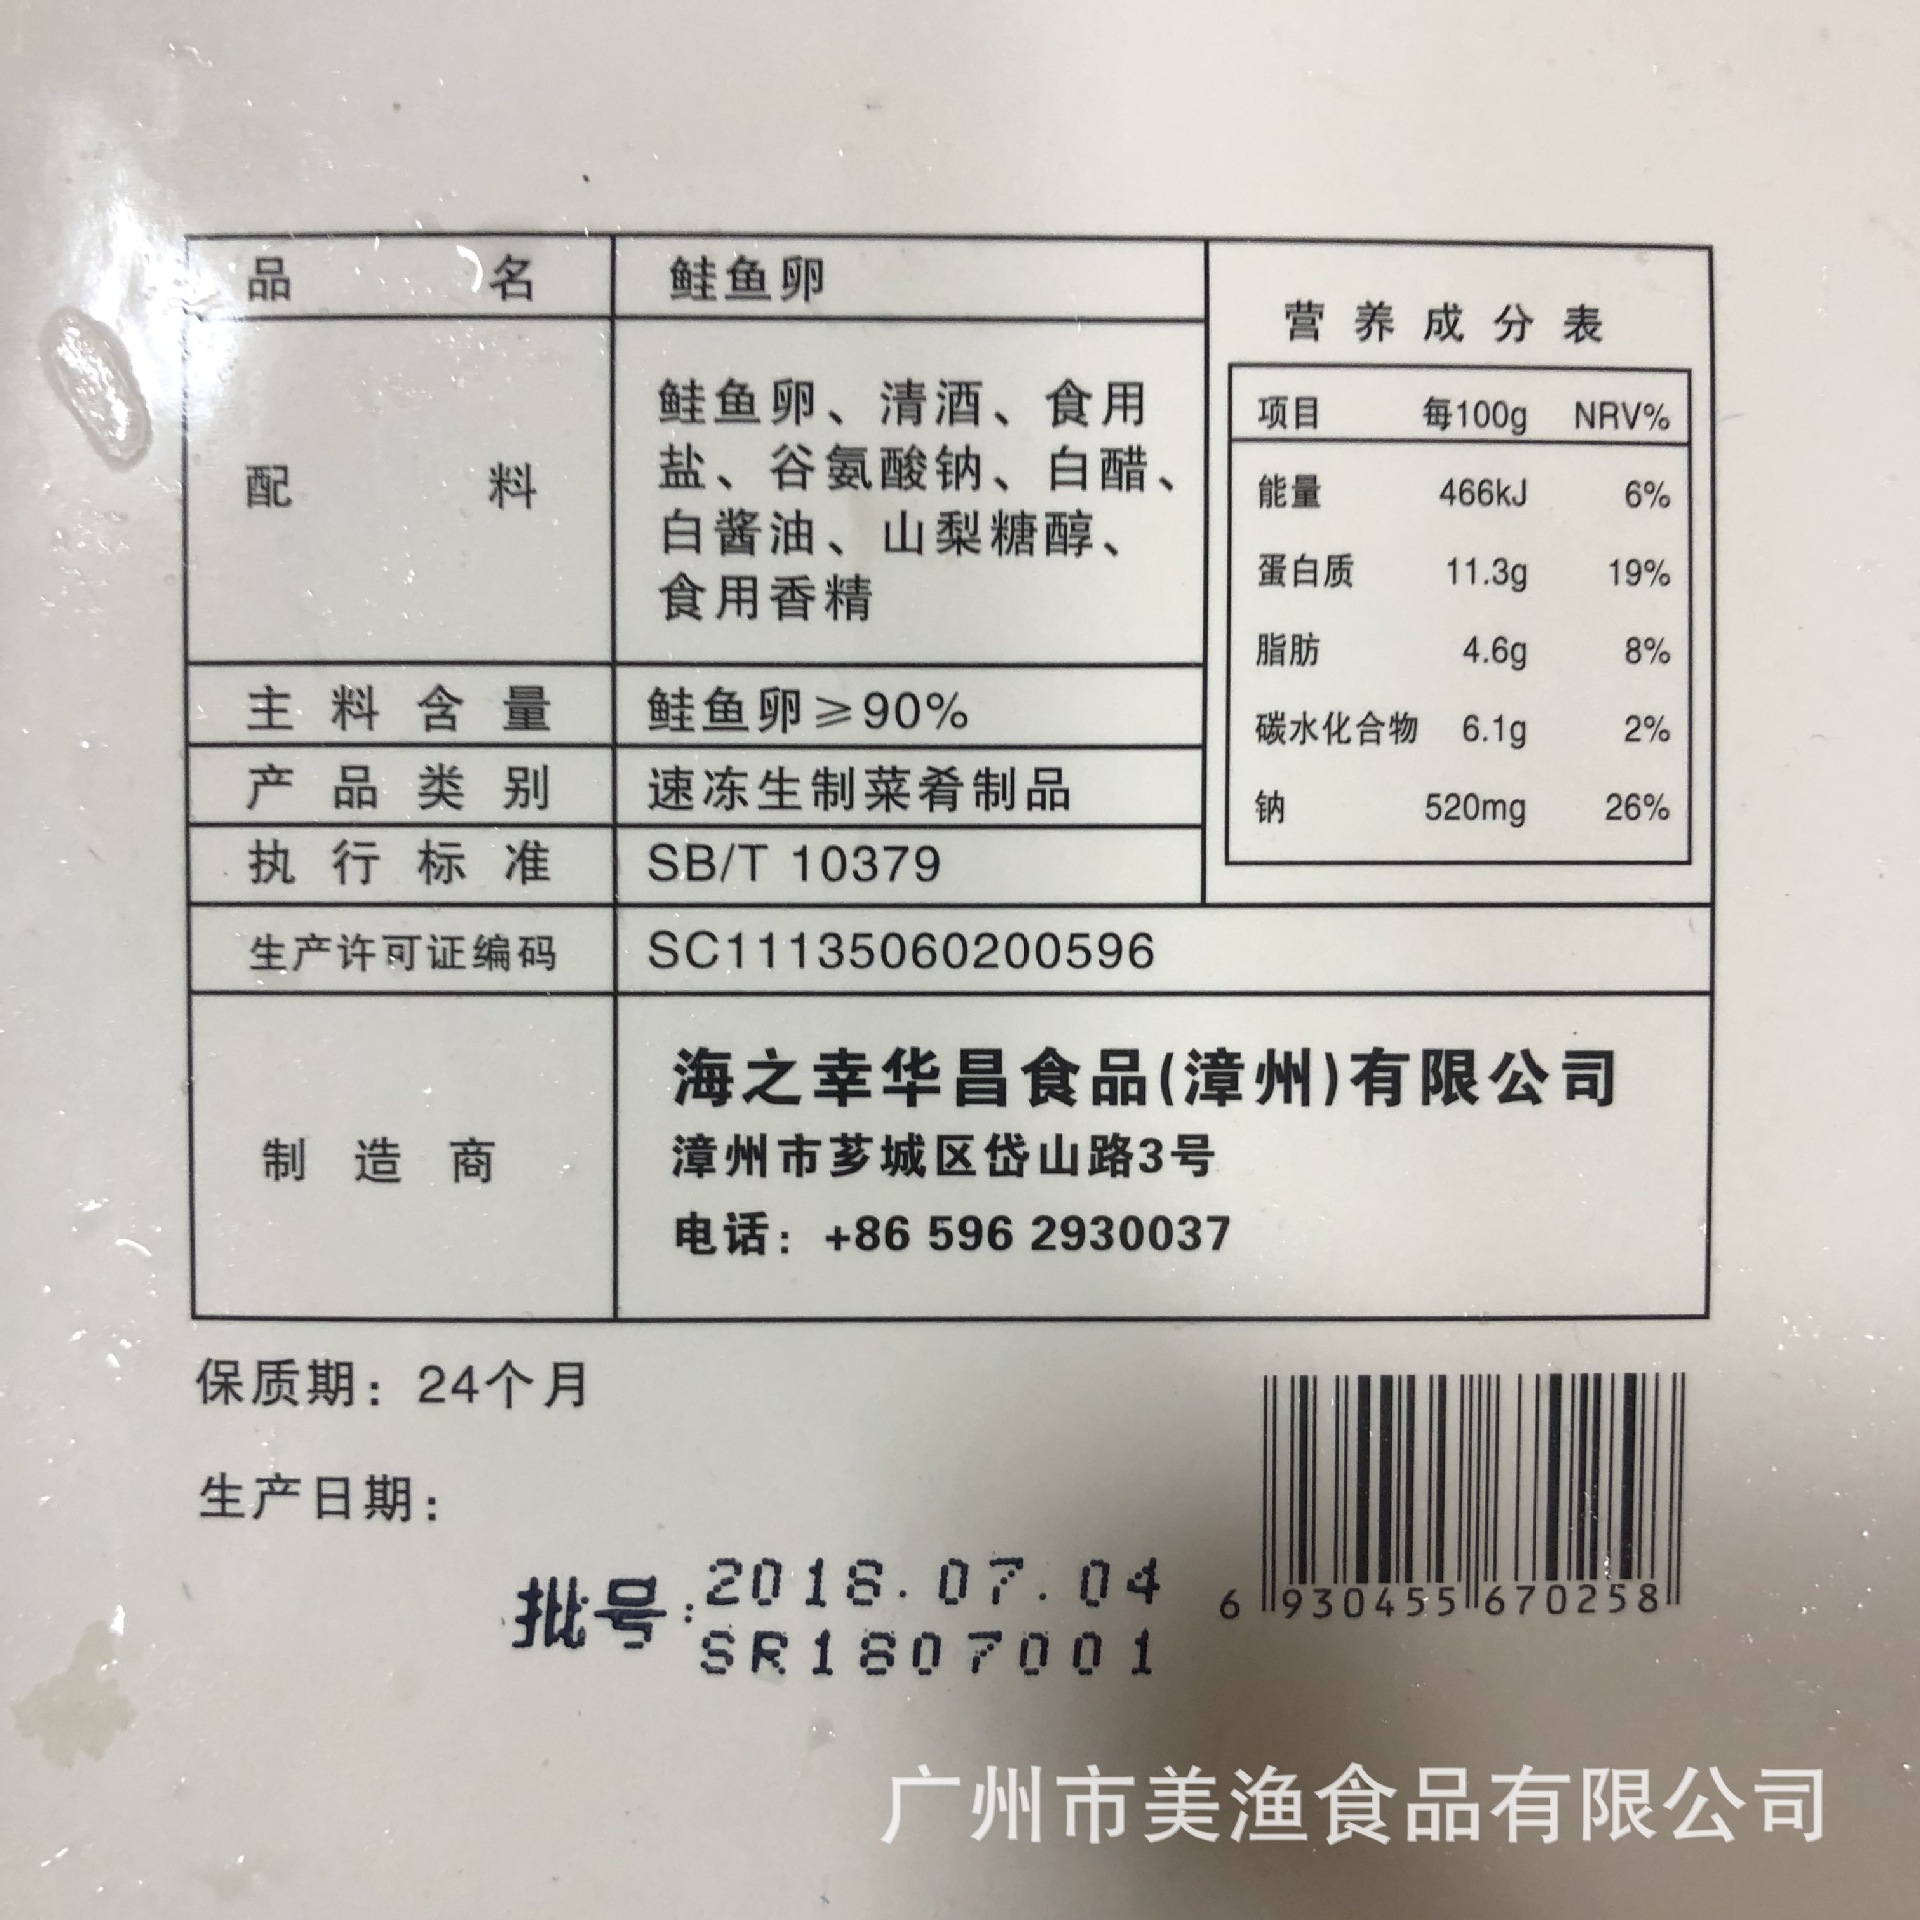 品名 鲑鱼卵
配料 鲑鱼卵、清酒、食用
盐、谷氨酸钠、白醋、
白酱油、山梨糖醇、
食用香精
主料含量 鲑鱼卵≥90%
产品类别 速冻生制菜肴制品
执行标准 SB/T 10379
营养成分表
项目 每100g NRV%
能量 466kJ 6%
蛋白质 11.3g 19%
脂肪 4.6g 8%
碳水化合物 6.1g 2%
钠 520mg 26%
生产许可证编码 SC11135060200596
制造商
海之幸华昌食品(漳州)有限公司
漳州市芗城区岱山路3号
电话：+86 596 2930037
保质期：24个月
生产日期：
批号:
2018.07.04
SR1807001
6 930455 670258
广州市美渔食品有限公司